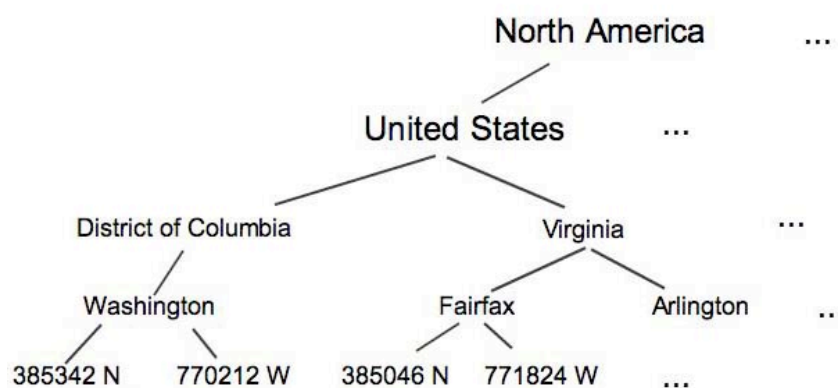 North America ...
United States ...
District of Columbia Virginia ...
Washington Fairfax Arlington ..
385342 N 770212 W 385046 N 771824 W ...